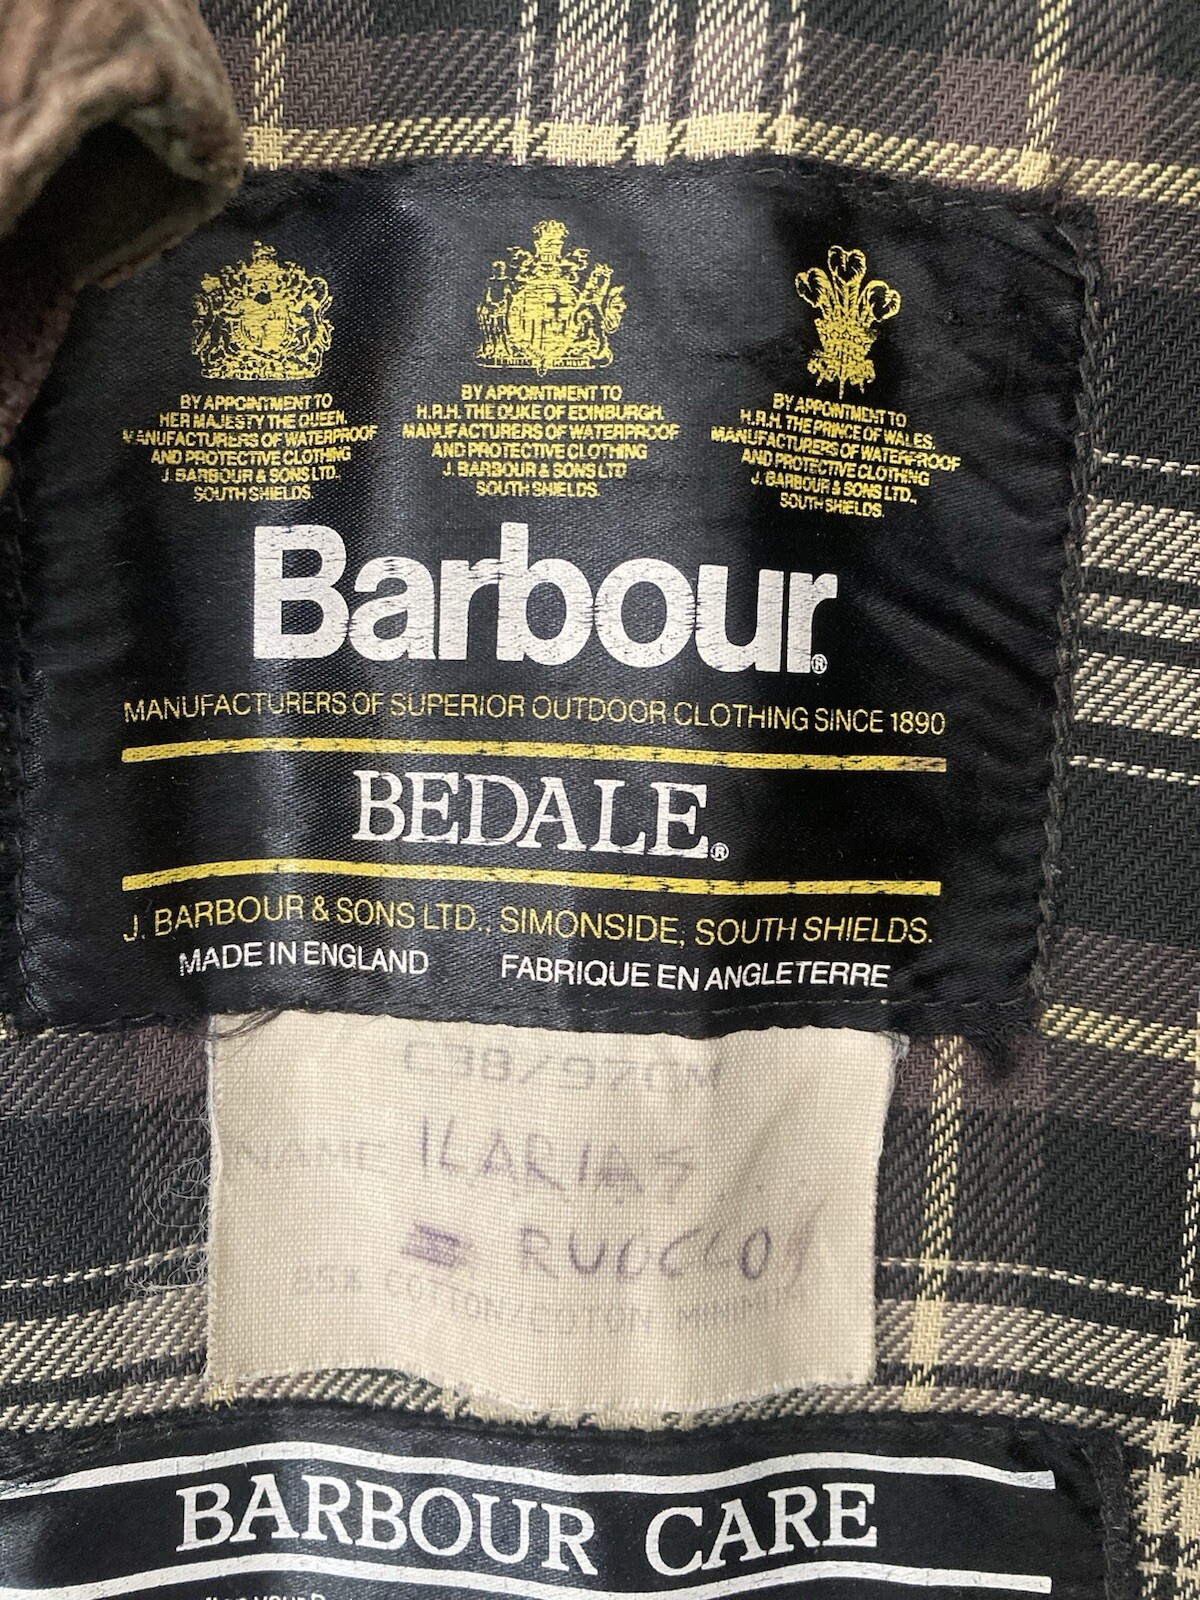 BY APPOINTMENT TO
HER MAJESTY THE QUEEN.
MANUFACTURERS OF WATERPROOF
AND PROTECTIVE CLOTHING
J. BARBOUR & SONS LTD.
SOUTH SHIELDS.
BY APPOINTMENT TO
H.R.H. THE DUKE OF EDINBURGH.
MANUFACTURERS OF WATERPROOF
AND PROTECTIVE CLOTHING
J. BARBOUR & SONS LTD
SOUTH SHIELDS.
BY APPOINTMENT TO
H.R.H. THE PRINCE OF WALES.
MANUFACTURERS OF WATERPROOF
AND PROTECTIVE CLOTHING
J. BARBOUR & SONS LTD.,
SOUTH SHIELDS.
Barbour®
MANUFACTURERS OF SUPERIOR OUTDOOR CLOTHING SINCE 1890
BEDALE®
J. BARBOUR & SONS LTD., SIMONSIDE, SOUTH SHIELDS.
MADE IN ENGLAND FABRIQUE EN ANGLETERRE
C38/97CM
NAME ILARIA
COTTON/COTON MINIMUM
BARBOUR CARE